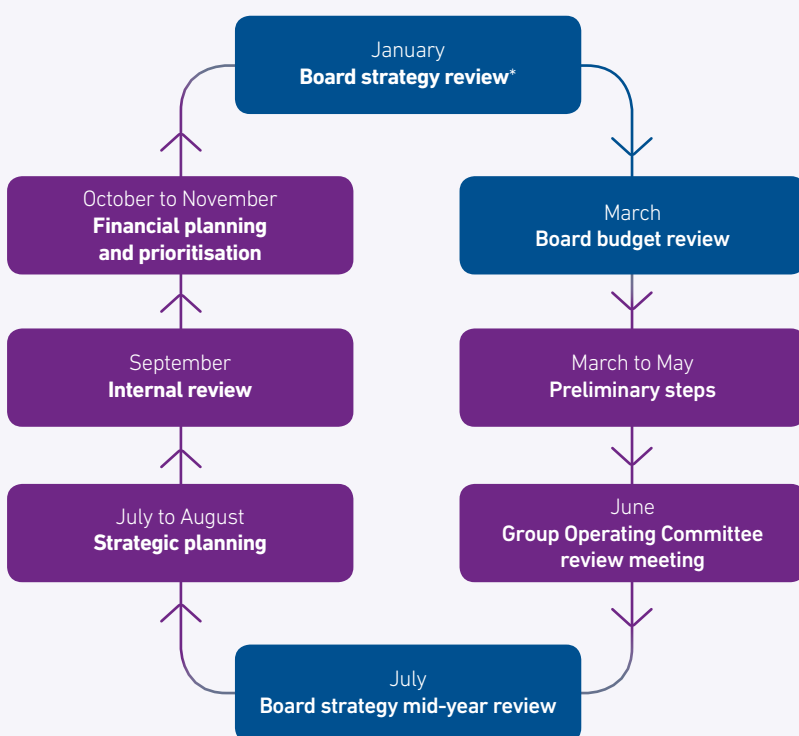 January
Board strategy review*
October to November
Financial planning
and prioritisation
March
Board budget review
September
Internal review
March to May
Preliminary steps
July to August
Strategic planning
June
Group Operating Committee
review meeting
July
Board strategy mid-year review